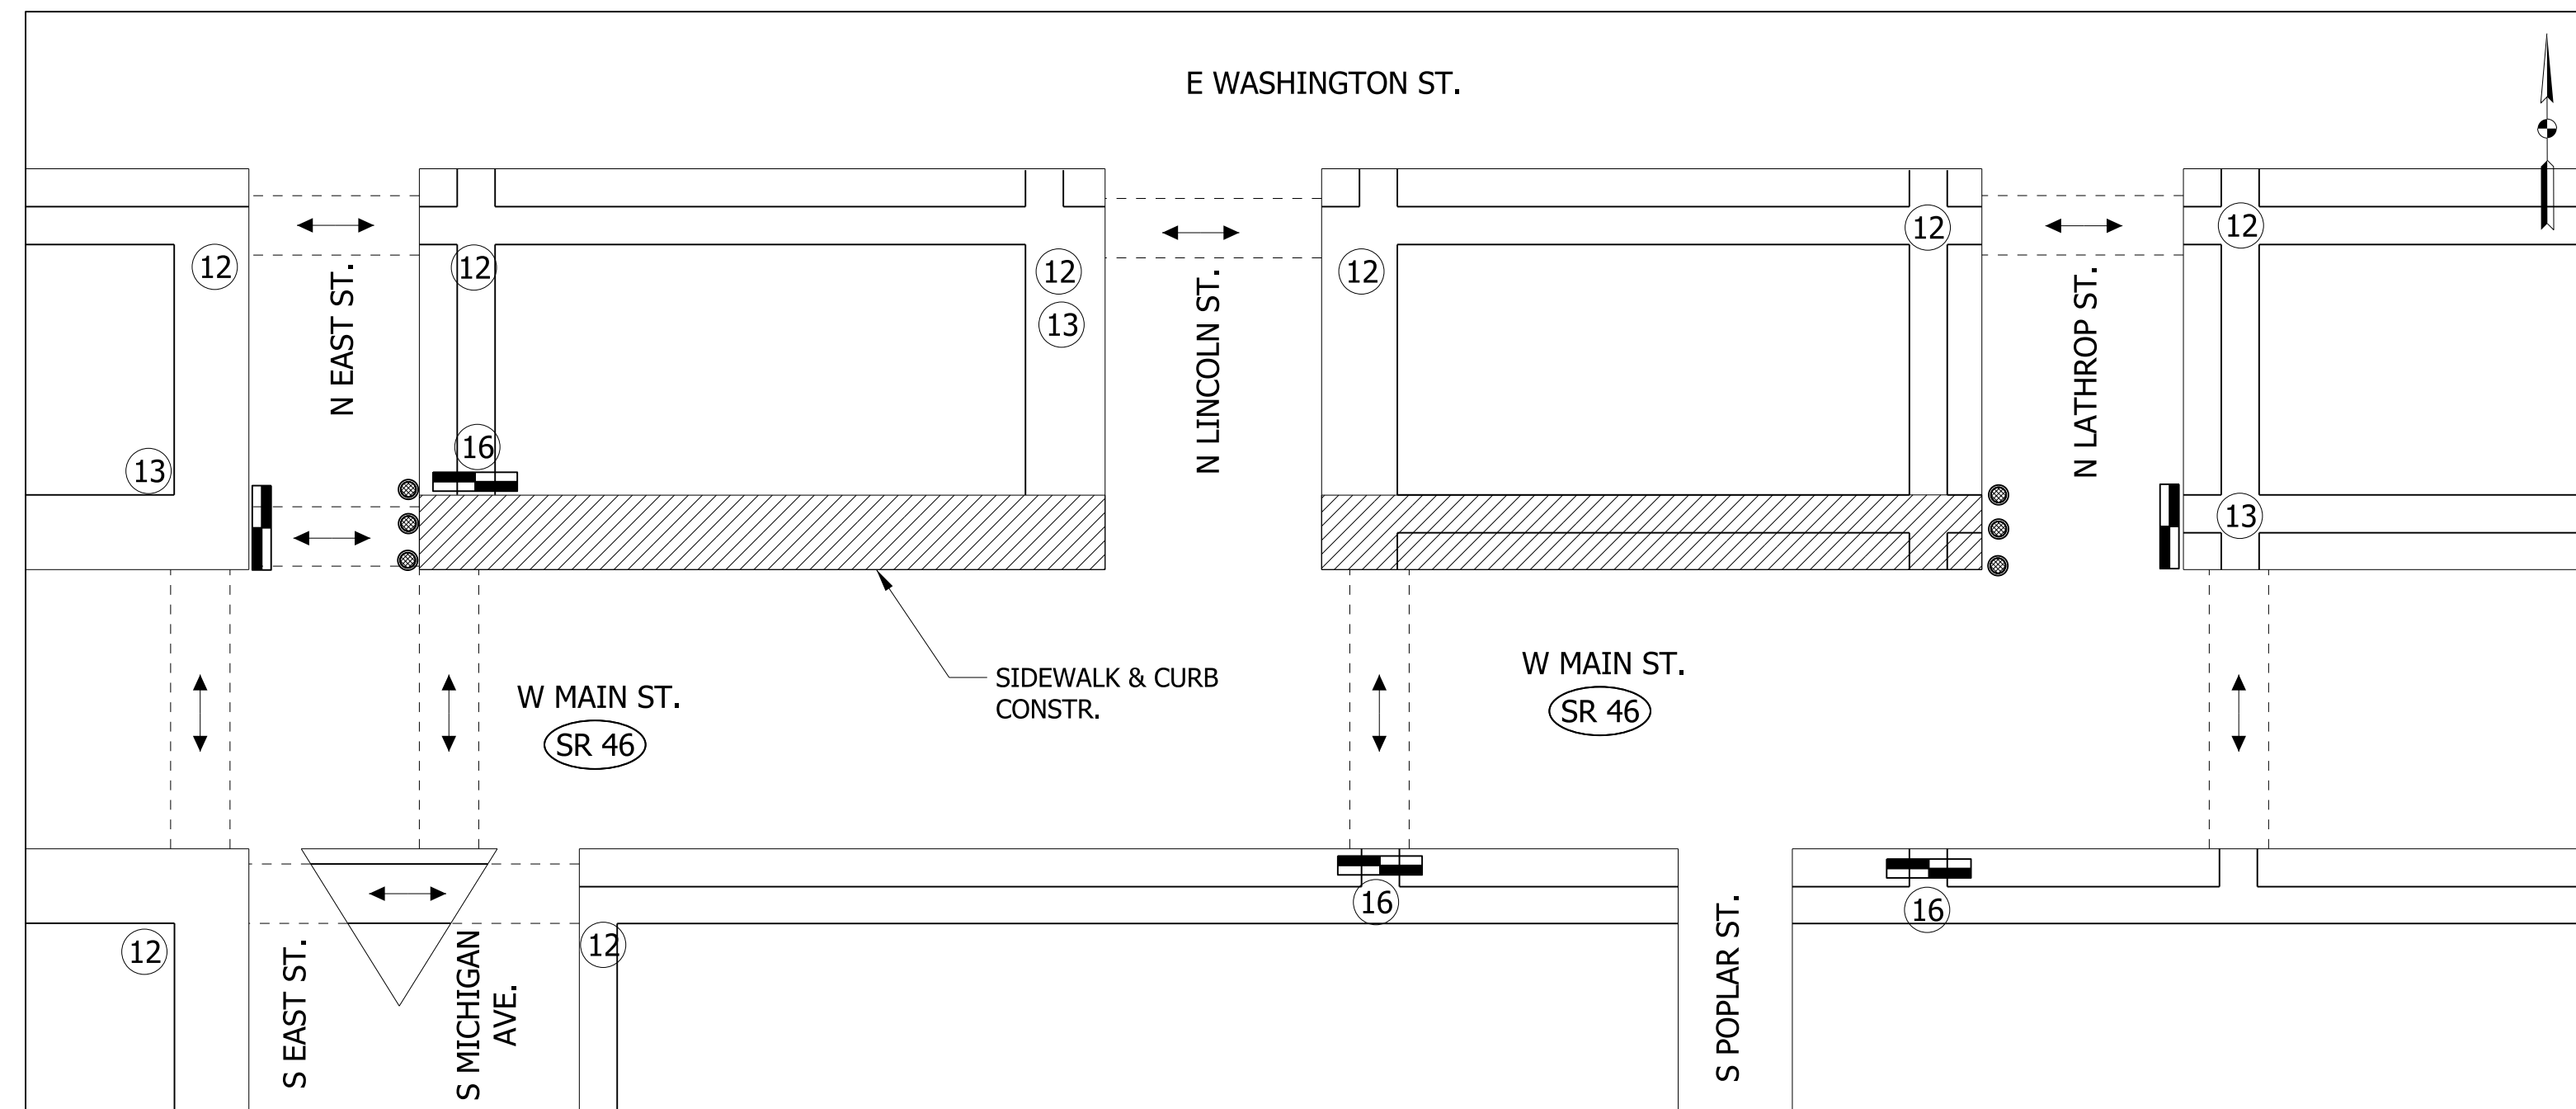 E WASHINGTON ST.
12
12
12
13
12
12
12
N EAST ST.
N LINCOLN ST.
N LATHROP ST.
13
16
13
SIDEWALK & CURB
CONSTR.
W MAIN ST.
SR 46
W MAIN ST.
SR 46
12
12
16
16
S EAST ST.
S MICHIGAN
AVE.
S POPLAR ST.